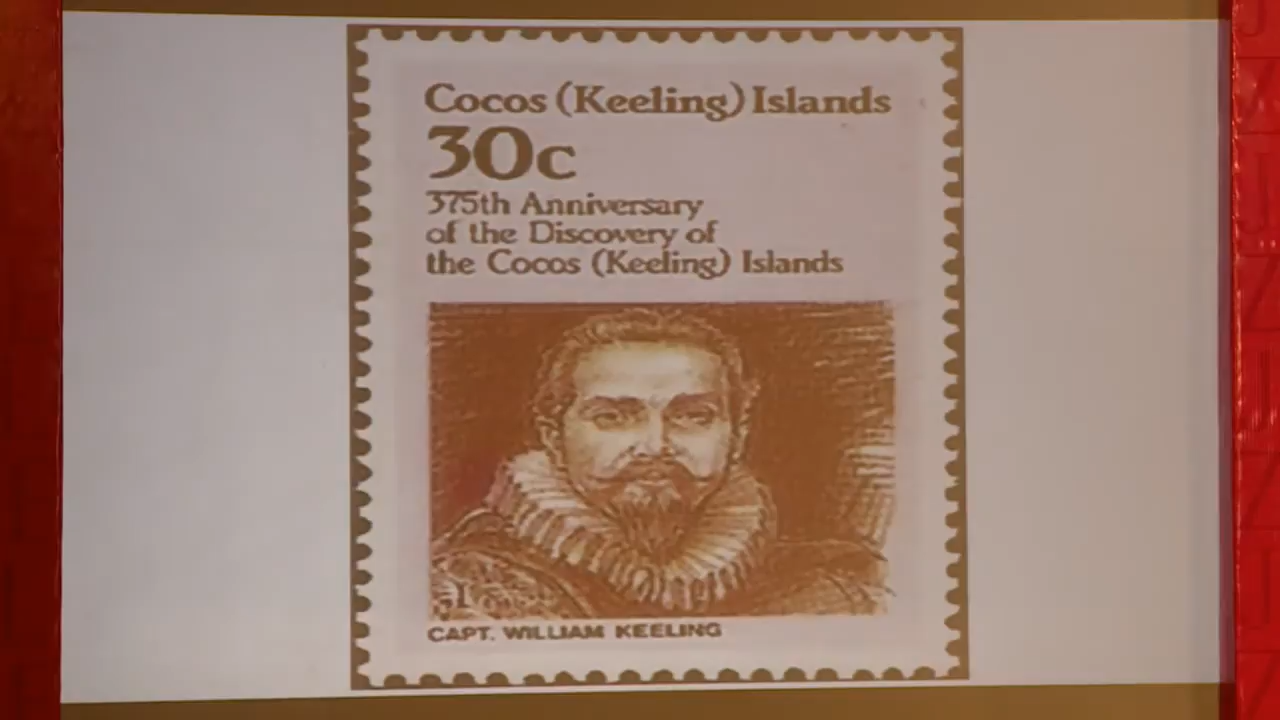 Cocos (Keeling) Islands
30c
375th Anniversary
of the Discovery of
the Cocos (Keeling) Islands
CAPT. WILLIAM KEELING